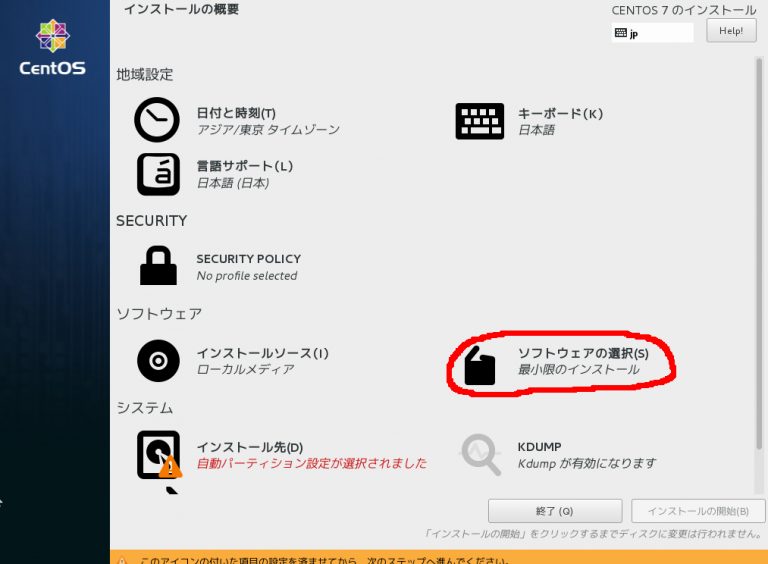 インストールの概要
CENTOS 7 のインストール
jp
Help!
CentOS
地域設定
日付と時刻(T)
アジア/東京 タイムゾーン
キーボード(K)
日本語
言語サポート(L)
日本語 (日本)
SECURITY
SECURITY POLICY
No profile selected
ソフトウェア
インストールソース(I)
ローカルメディア
ソフトウェアの選択(S)
最小限のインストール
システム
インストール先(D)
自動パーティション設定が選択されました
KDUMP
Kdump が有効になります
終了 (Q)
インストールの開始(B)
「インストールの開始」をクリックするまでディスクに変更は行われません。
このアイコンの付いた項目の設定を済ませてから、次のステップへ進んでください。